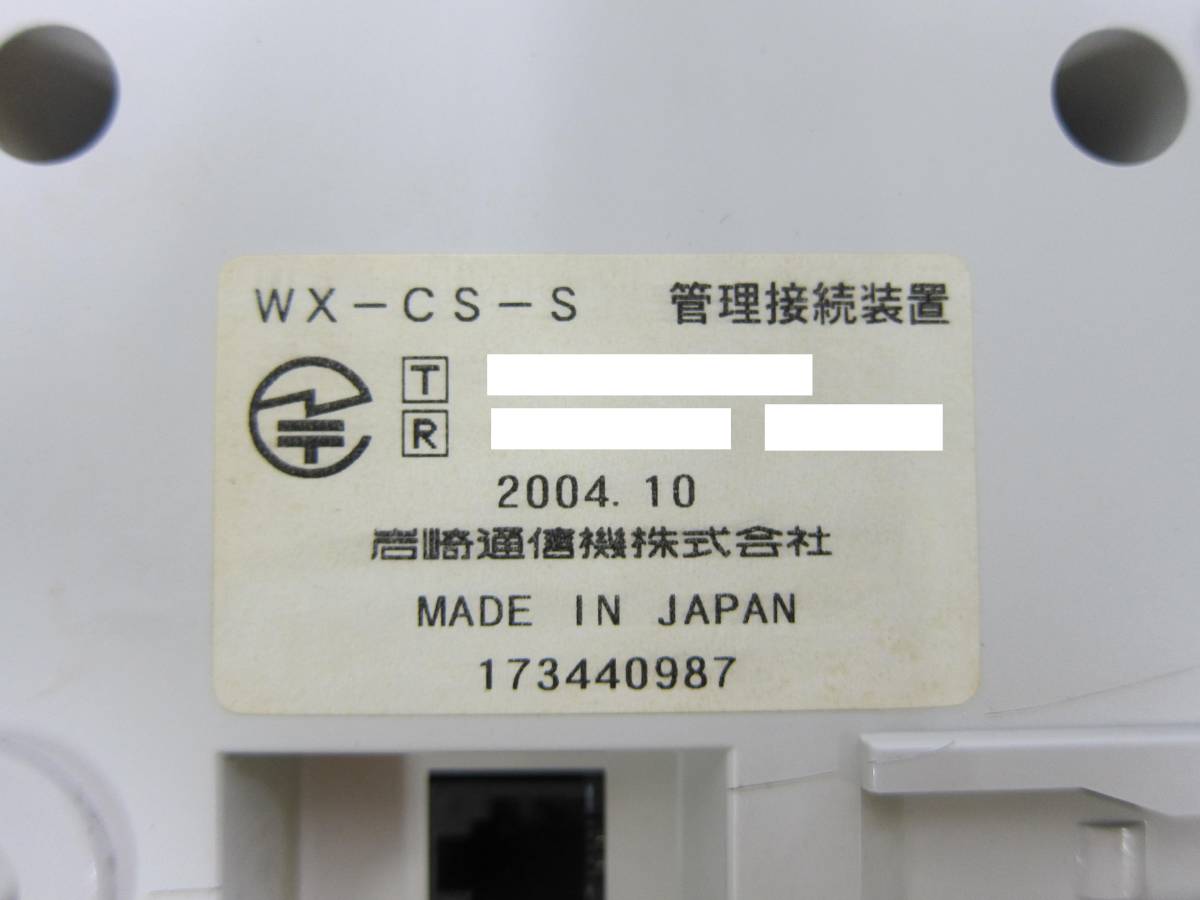 WX-CS-S 管理接続装置
T
R
2004.10
岩崎通信機株式会社
MADE IN JAPAN
173440987